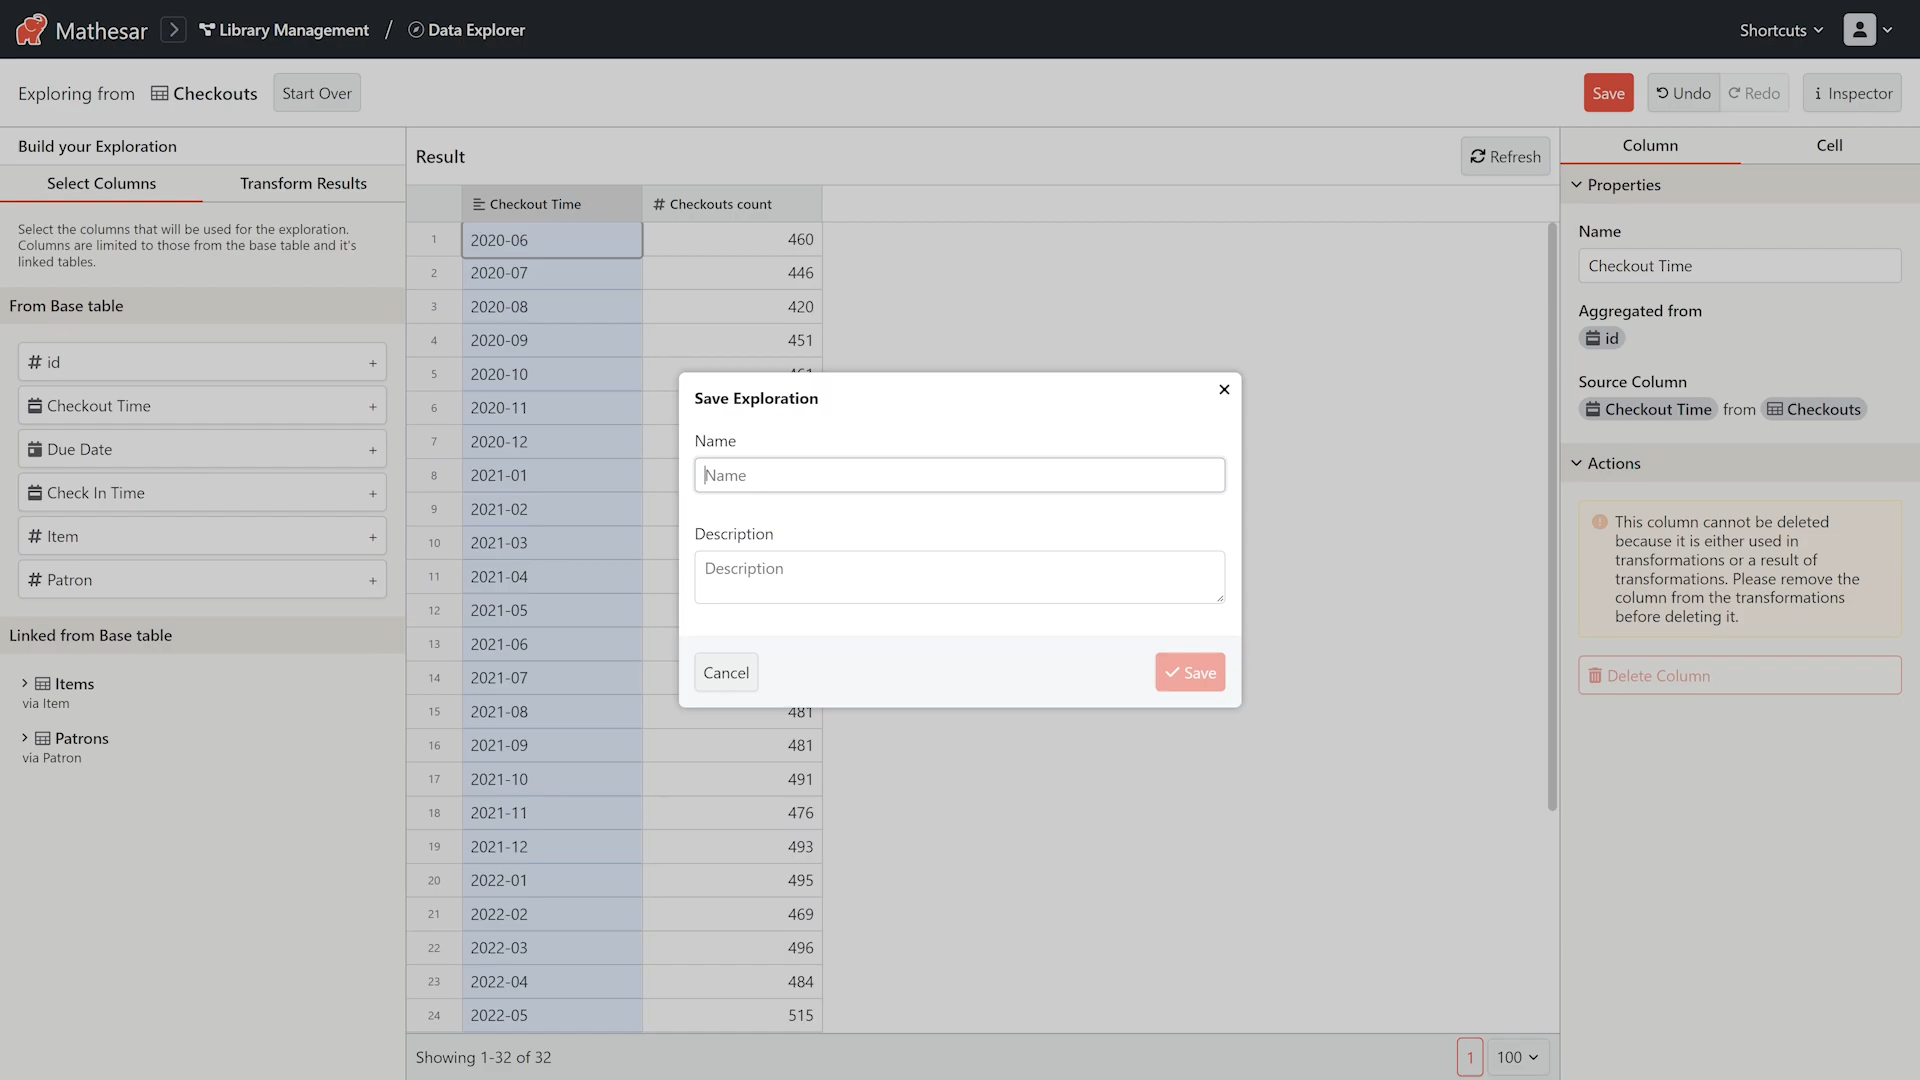 Mathesar
Library Management / Data Explorer
Shortcuts
Exploring from Checkouts
Start Over
Save
Undo
Redo
Inspector
Build your Exploration
Select Columns
Transform Results
Select the columns that will be used for the exploration.
Columns are limited to those from the base table and it's
linked tables.
From Base table
# id +
Checkout Time +
Due Date +
Check In Time +
# Item +
# Patron +
Linked from Base table
Items
via Item
Patrons
via Patron
Result
Refresh
Checkout Time # Checkouts count
1 2020-06 460
2 2020-07 446
3 2020-08 420
4 2020-09 451
5 2020-10
6 2020-11
7 2020-12
8 2021-01
9 2021-02
10 2021-03
11 2021-04
12 2021-05
13 2021-06
14 2021-07
15 2021-08 481
16 2021-09 481
17 2021-10 491
18 2021-11 476
19 2021-12 493
20 2022-01 495
21 2022-02 469
22 2022-03 496
23 2022-04 484
24 2022-05 515
Showing 1-32 of 32
1
100
Save Exploration
Name
Name
Description
Description
Cancel
Save
Column
Cell
Properties
Name
Checkout Time
Aggregated from
id
Source Column
Checkout Time from Checkouts
Actions
This column cannot be deleted
because it is either used in
transformations or a result of
transformations. Please remove the
column from the transformations
before deleting it.
Delete Column